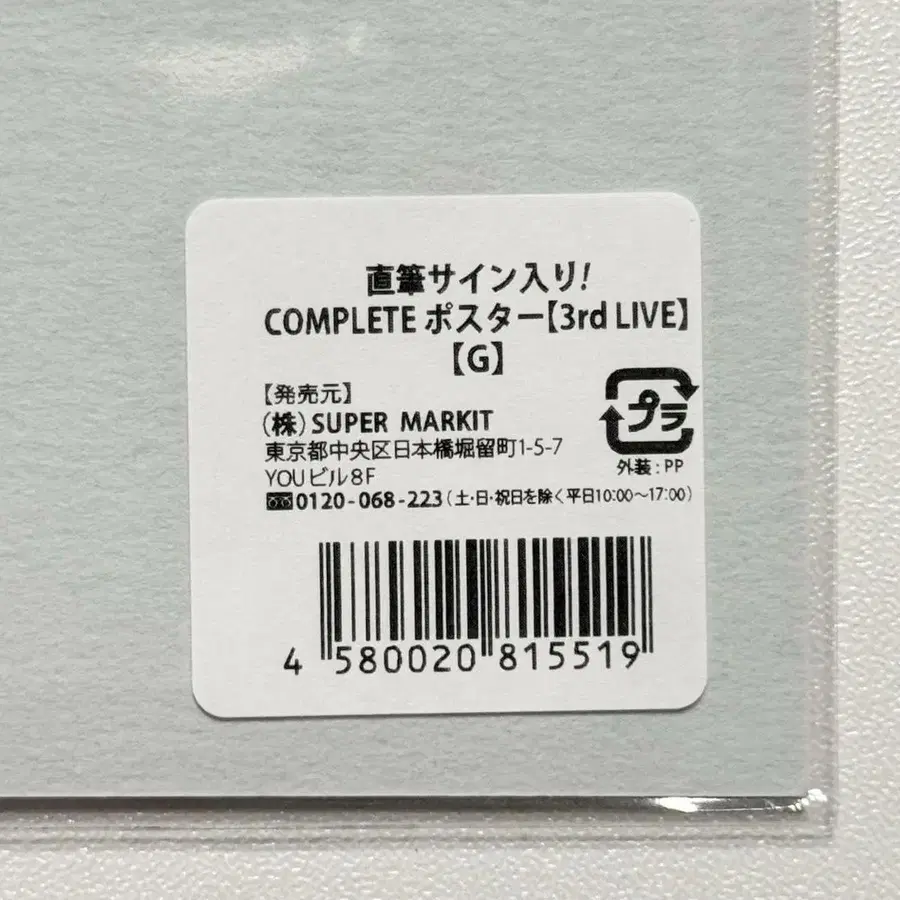 直筆サイン入り!
COMPLETE ポスター【3rd LIVE】
【G】
【発売元】
(株) SUPER MARKIT
東京都中央区日本橋堀留町1-5-7
YOUビル8F
0120-068-223 (土・日・祝日を除く平日10:00～17:00)
プラ
外装:PP
4 580020 815519